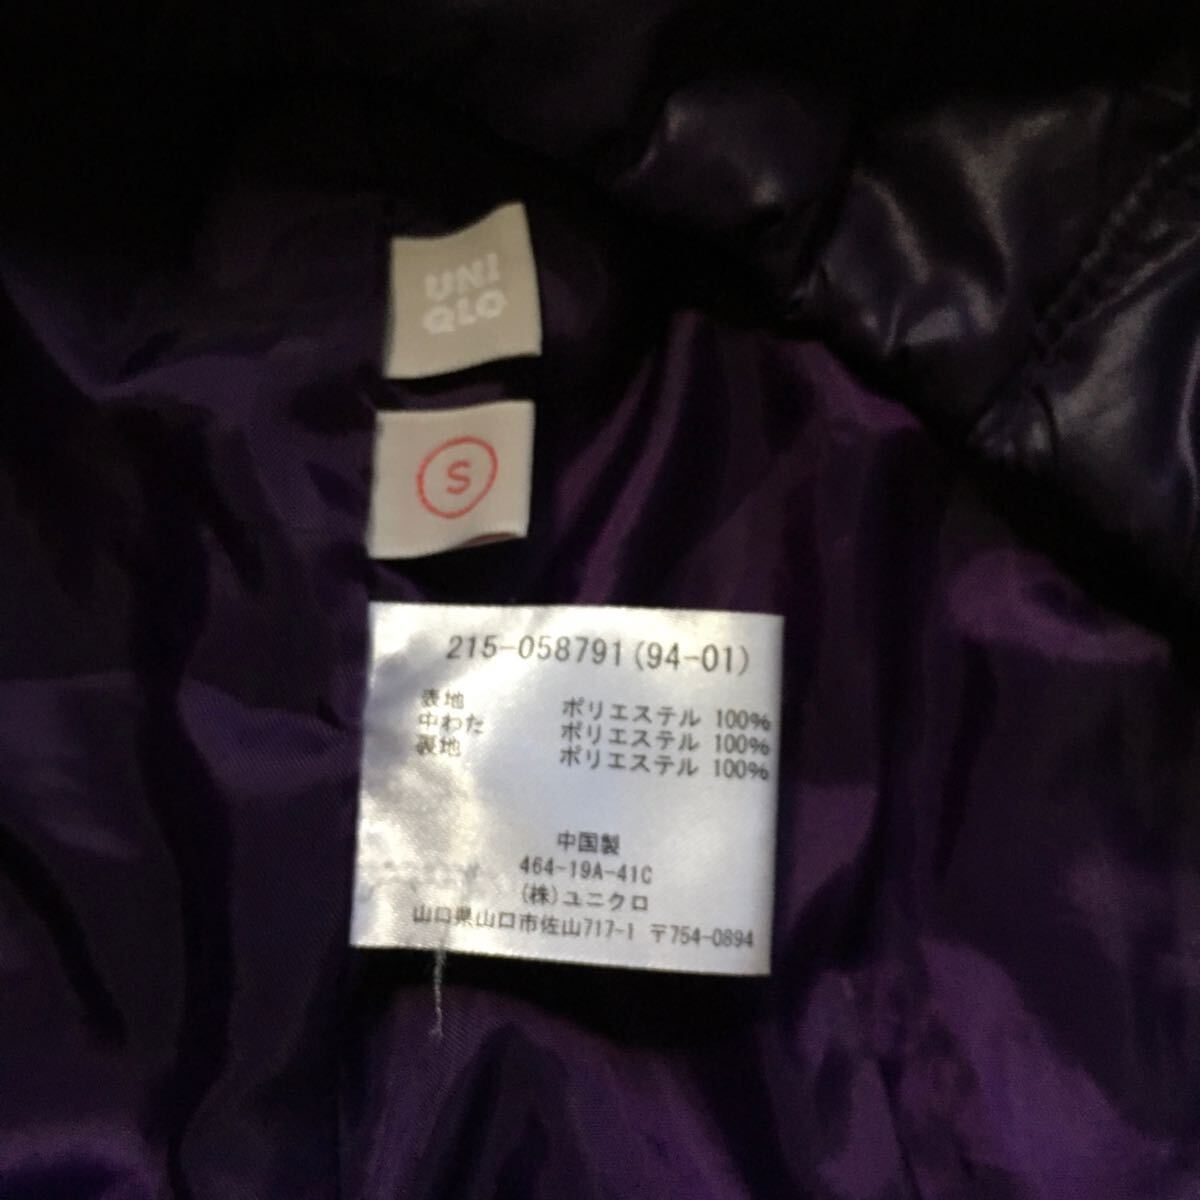 UNI
QLO
S
215-058791(94-01)
表地 ポリエステル 100%
中わた ポリエステル 100%
裏地 ポリエステル 100%
中国製
464-19A-41C
(株)ユニクロ
山口県山口市佐山717-1 〒754-0894